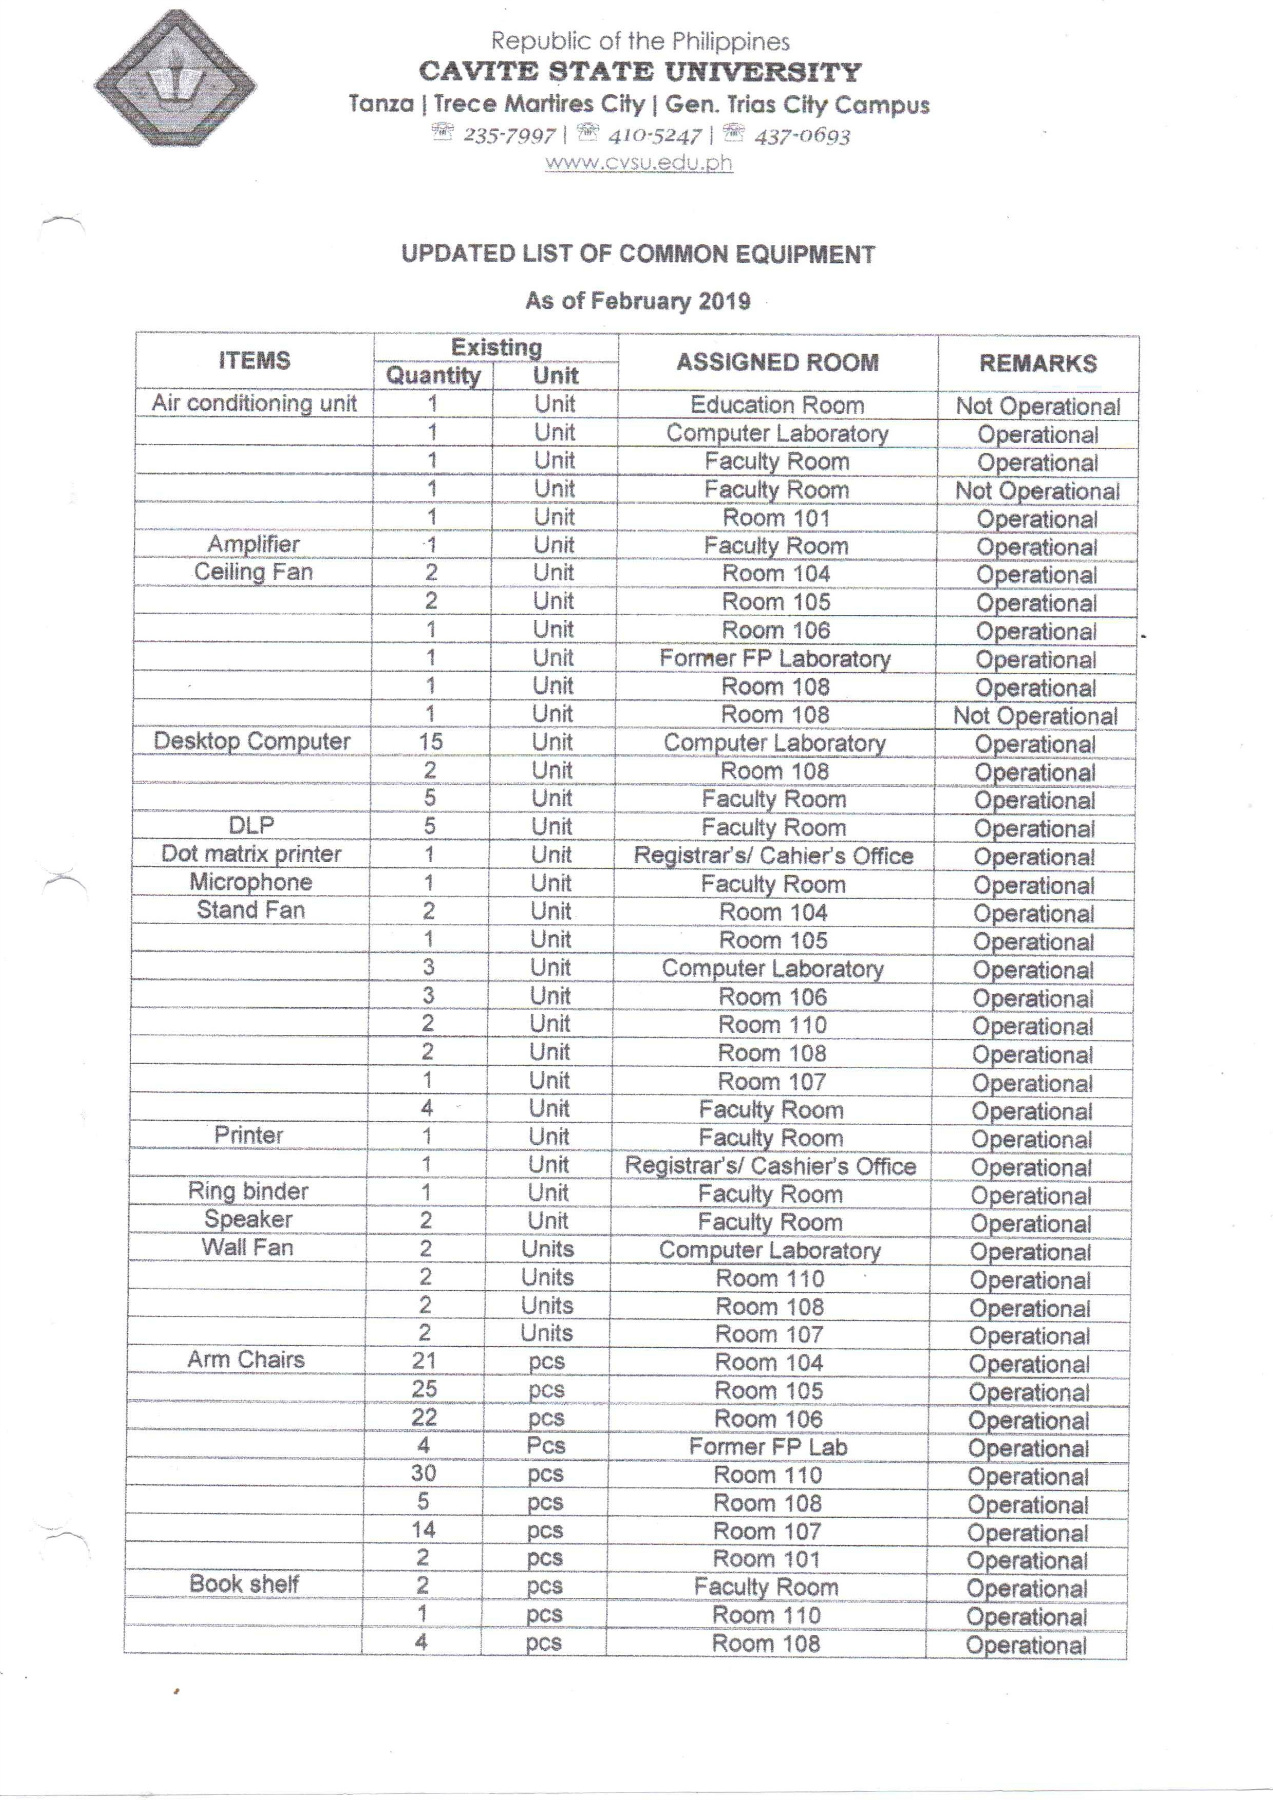 Republic of the Philippines
CAVITE STATE UNIVERSITY
Tanza | Trece Martires City | Gen. Trias City Campus
☏ 235-7997 | ☏ 410-5247 | ☏ 437-0693
www.cvsu.edu.ph
UPDATED LIST OF COMMON EQUIPMENT
As of February 2019
ITEMS Existing ASSIGNED ROOM REMARKS
Quantity Unit
Air conditioning unit 1 Unit Education Room Not Operational
1 Unit Computer Laboratory Operational
1 Unit Faculty Room Operational
1 Unit Faculty Room Not Operational
1 Unit Room 101 Operational
Amplifier 1 Unit Faculty Room Operational
Ceiling Fan 2 Unit Room 104 Operational
2 Unit Room 105 Operational
1 Unit Room 106 Operational
1 Unit Former FP Laboratory Operational
1 Unit Room 108 Operational
1 Unit Room 108 Not Operational
Desktop Computer 15 Unit Computer Laboratory Operational
2 Unit Room 108 Operational
5 Unit Faculty Room Operational
DLP 5 Unit Faculty Room Operational
Dot matrix printer 1 Unit Registrar's/ Cahier's Office Operational
Microphone 1 Unit Faculty Room Operational
Stand Fan 2 Unit Room 104 Operational
1 Unit Room 105 Operational
3 Unit Computer Laboratory Operational
3 Unit Room 106 Operational
2 Unit Room 110 Operational
2 Unit Room 108 Operational
1 Unit Room 107 Operational
4 Unit Faculty Room Operational
Printer 1 Unit Faculty Room Operational
1 Unit Registrar's/ Cashier's Office Operational
Ring binder 1 Unit Faculty Room Operational
Speaker 2 Unit Faculty Room Operational
Wall Fan 2 Units Computer Laboratory Operational
2 Units Room 110 Operational
2 Units Room 108 Operational
2 Units Room 107 Operational
Arm Chairs 21 pcs Room 104 Operational
25 pcs Room 105 Operational
22 pcs Room 106 Operational
4 Pcs Former FP Lab Operational
30 pcs Room 110 Operational
5 pcs Room 108 Operational
14 pcs Room 107 Operational
2 pcs Room 101 Operational
Book shelf 2 pcs Faculty Room Operational
1 pcs Room 110 Operational
4 pcs Room 108 Operational